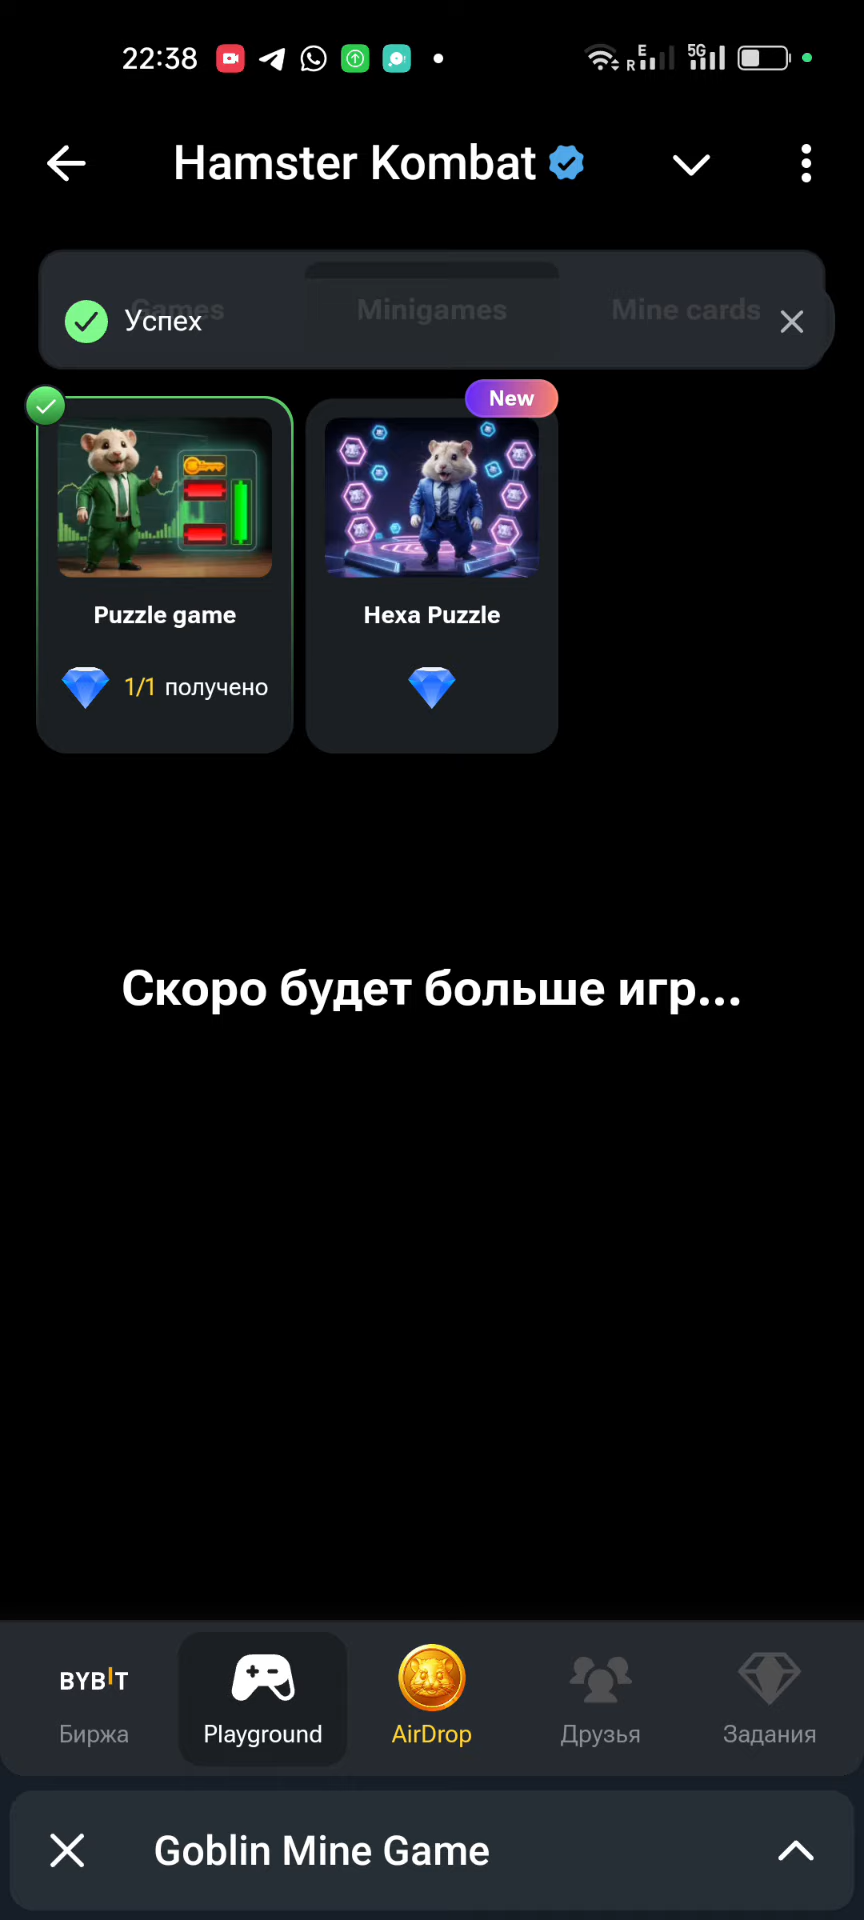 22:38
R
E
5G
Hamster Kombat
Games
Minigames
Mine cards
Успех
New
Puzzle game
Hexa Puzzle
1/1 получено
Скоро будет больше игр...
BYBIT
Биржа
Playground
AirDrop
Друзья
Задания
Goblin Mine Game